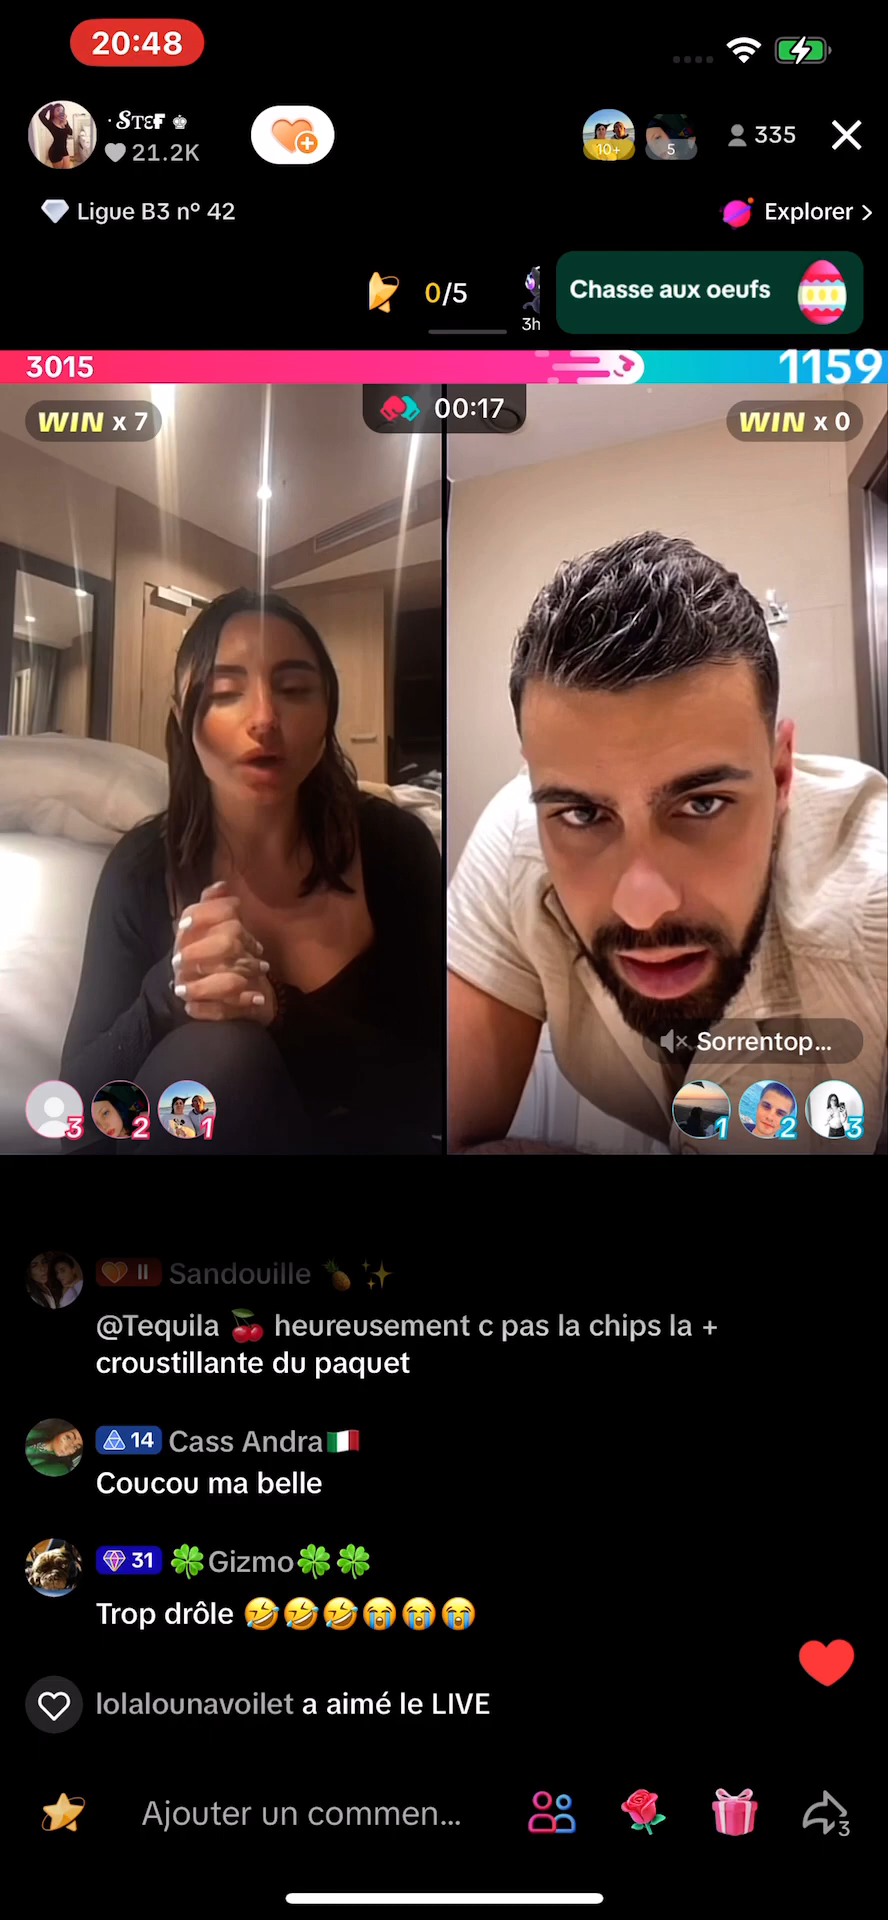 20:48
· STEF ♚
21.2K
10+
5
335
Ligue B3 nº 42
Explorer >
0/5
3h
Chasse aux oeufs
3015
1159
WIN x 7
00:17
WIN x 0
Sorrentop...
3
2
1
1
2
3
II Sandouille 🍍 ✨
@Tequila 🍒 heureusement c pas la chips la +
croustillante du paquet
14 Cass Andra🇮🇹
Coucou ma belle
31 🍀Gizmo🍀🍀
Trop drôle 🤣🤣🤣😭😭😭
lolalounavoilet a aimé le LIVE
Ajouter un commen...
3